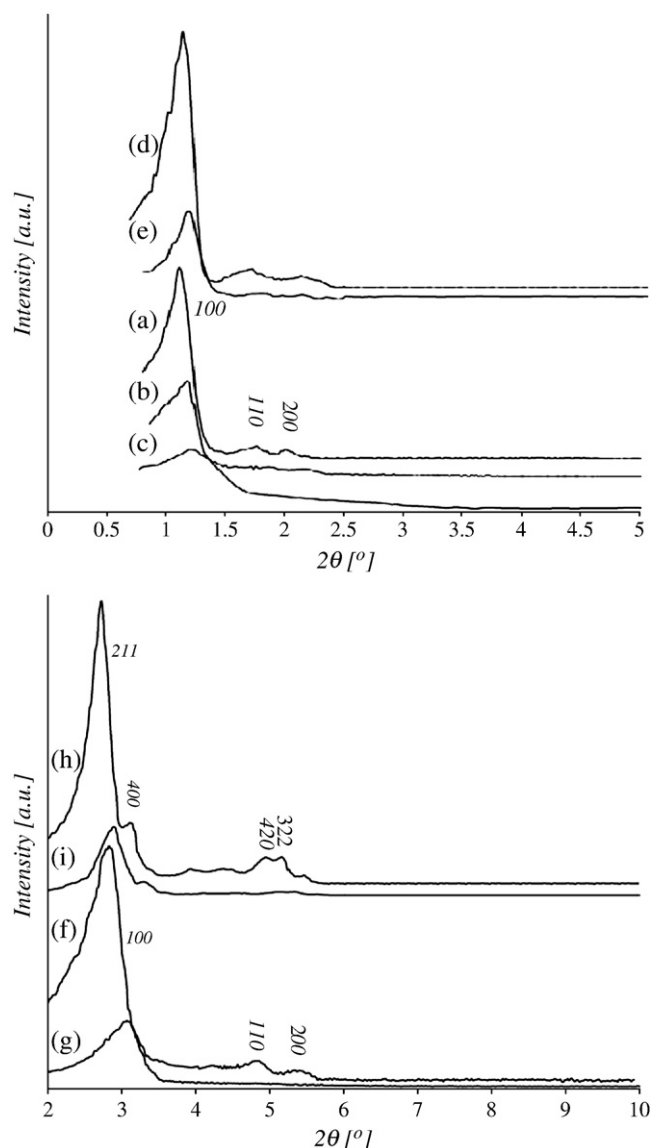 Intensity [a.u.]
(d)
(e)
(a)
100
(b)
110
200
(c)
0 0.5 1 1.5 2 2.5 3 3.5 4 4.5 5
2θ [º]
Intensity [a.u.]
211
(h)
400
420
322
(i)
(f)
100
(g)
110
200
2 3 4 5 6 7 8 9 10
2θ [º]